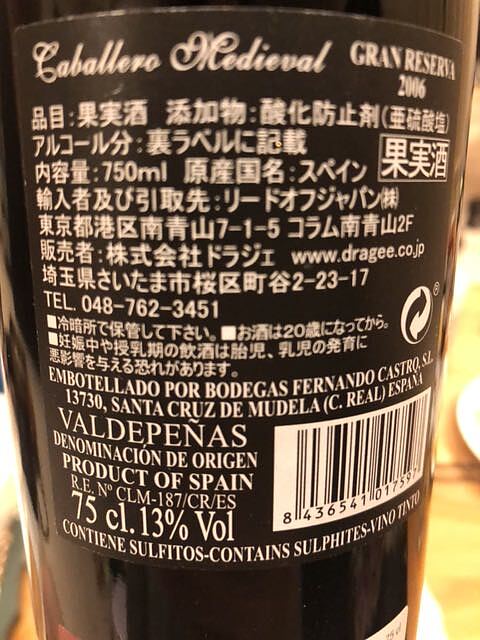 Caballero Medieval GRAN RESERVA
2006
品目:果実酒 添加物:酸化防止剤(亜硫酸塩)
アルコール分:裏ラベルに記載
果実酒
内容量:750ml 原産国名:スペイン
輸入者及び引取先:リードオフジャパン㈱
東京都港区南青山7-1-5 コラム南青山2F
販売者:株式会社ドラジェ www.dragee.co.jp
埼玉県さいたま市桜区町谷2-23-17
TEL. 048-762-3451
■冷暗所で保管して下さい。■お酒は20歳になってから。
■妊娠中や授乳期の飲酒は胎児、乳児の発育に
悪影響を与える恐れがあります。
EMBOTELLADO POR BODEGAS FERNANDO CASTRO, S.L.
13730, SANTA CRUZ DE MUDELA (C. REAL) ESPAÑA
VALDEPEÑAS
DENOMINACIÓN DE ORIGEN
PRODUCT OF SPAIN
R.E. Nº CLM-187/CR/ES
75 cl. 13% Vol
8 436541 017597
CONTIENE SULFITOS-CONTAINS SULPHITES-VINO TINTO